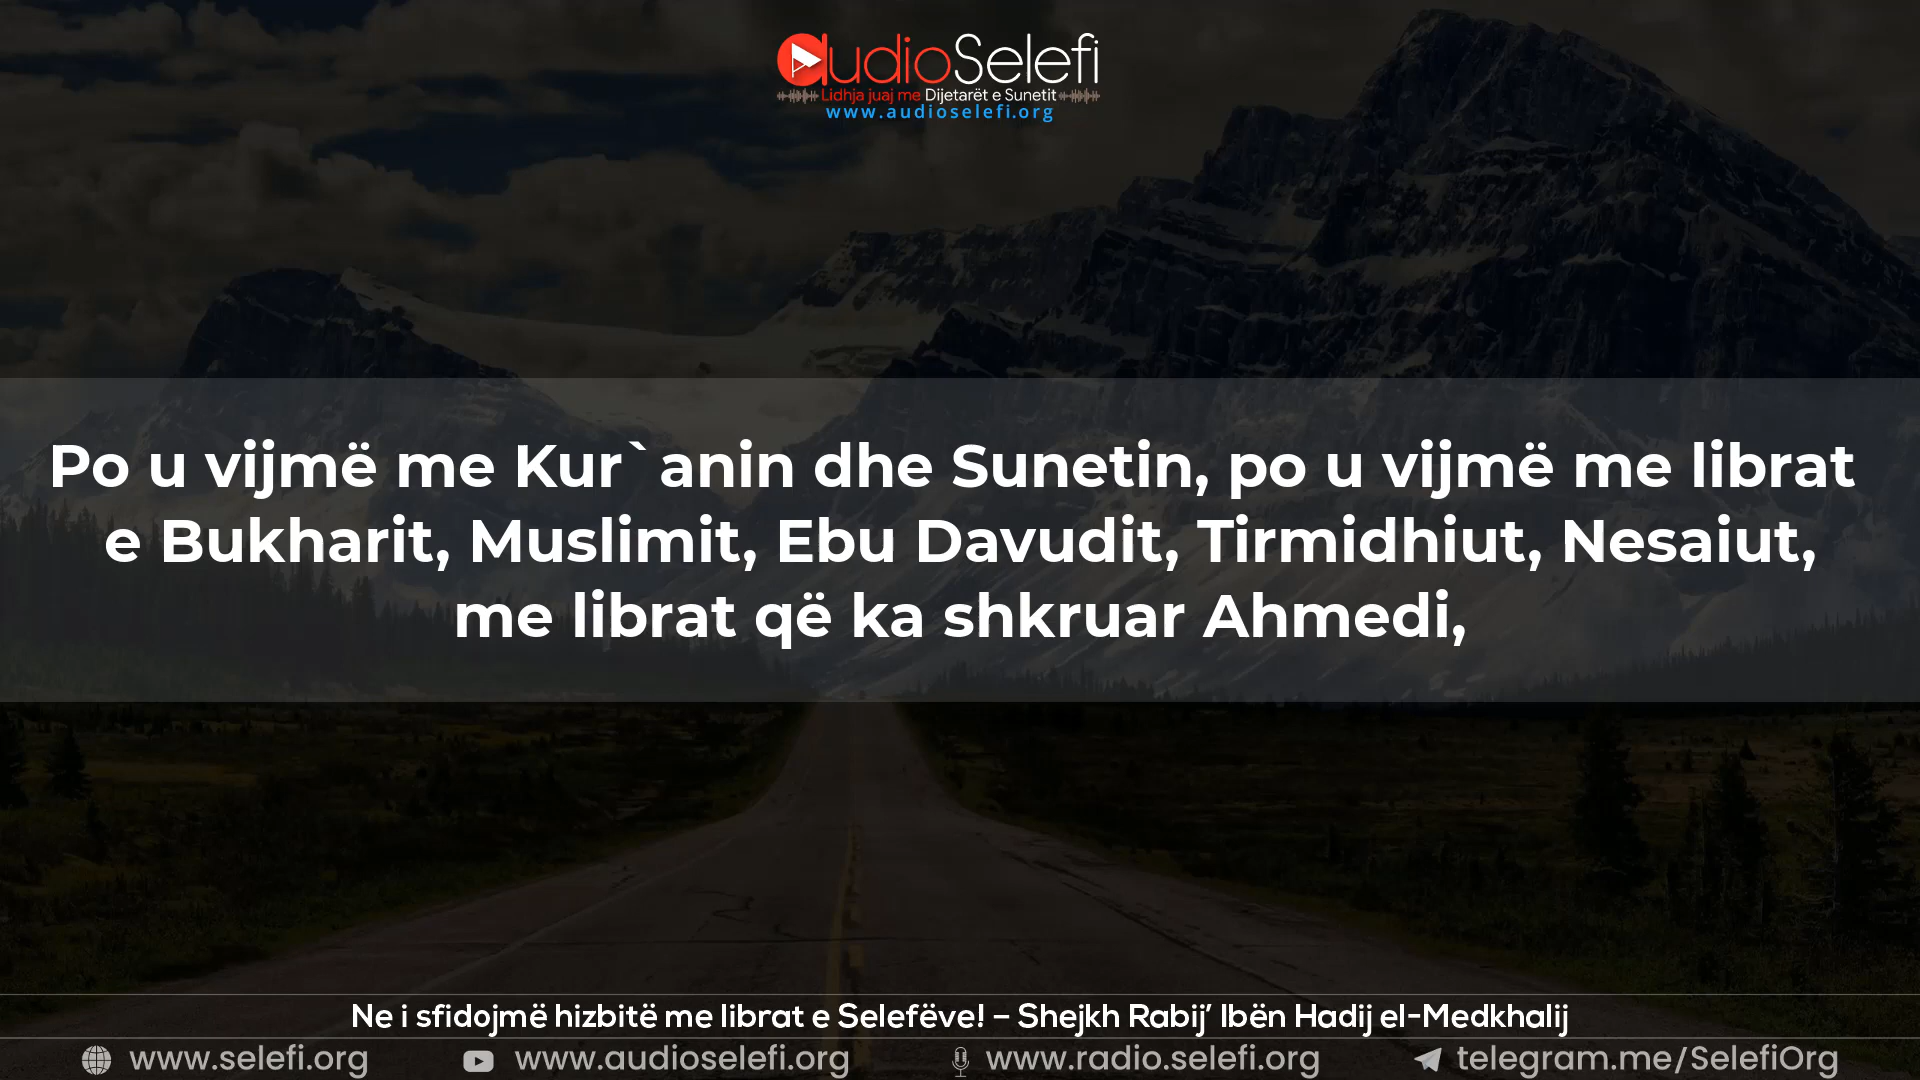 AudioSelefi
Lidhja juaj me Dijetarët e Sunetit
www.audioselefi.org
Po u vijmë me Kur`anin dhe Sunetin, po u vijmë me librat
e Bukharit, Muslimit, Ebu Davudit, Tirmidhiut, Nesaiut,
me librat që ka shkruar Ahmedi,
Ne i sfidojmë hizbitë me librat e Selefëve! – Shejkh Rabij’ Ibën Hadij el-Medkhalij
www.selefi.org www.audioselefi.org www.radio.selefi.org telegram.me/SelefiOrg